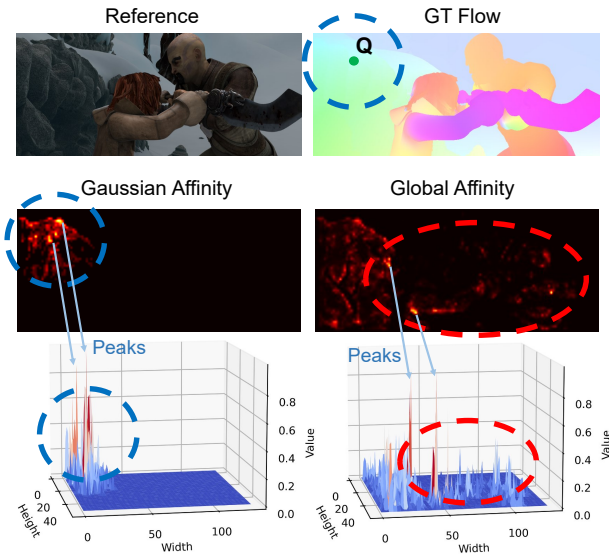 Reference
GT Flow
Q
Gaussian Affinity
Global Affinity
Peaks
0.8
0.6
0.4
0.2
0.0
Value
0
20
40
Height
0
50
100
Width
Peaks
0.8
0.6
0.4
0.2
0.0
Value
0
20
40
Height
0
50
100
Width